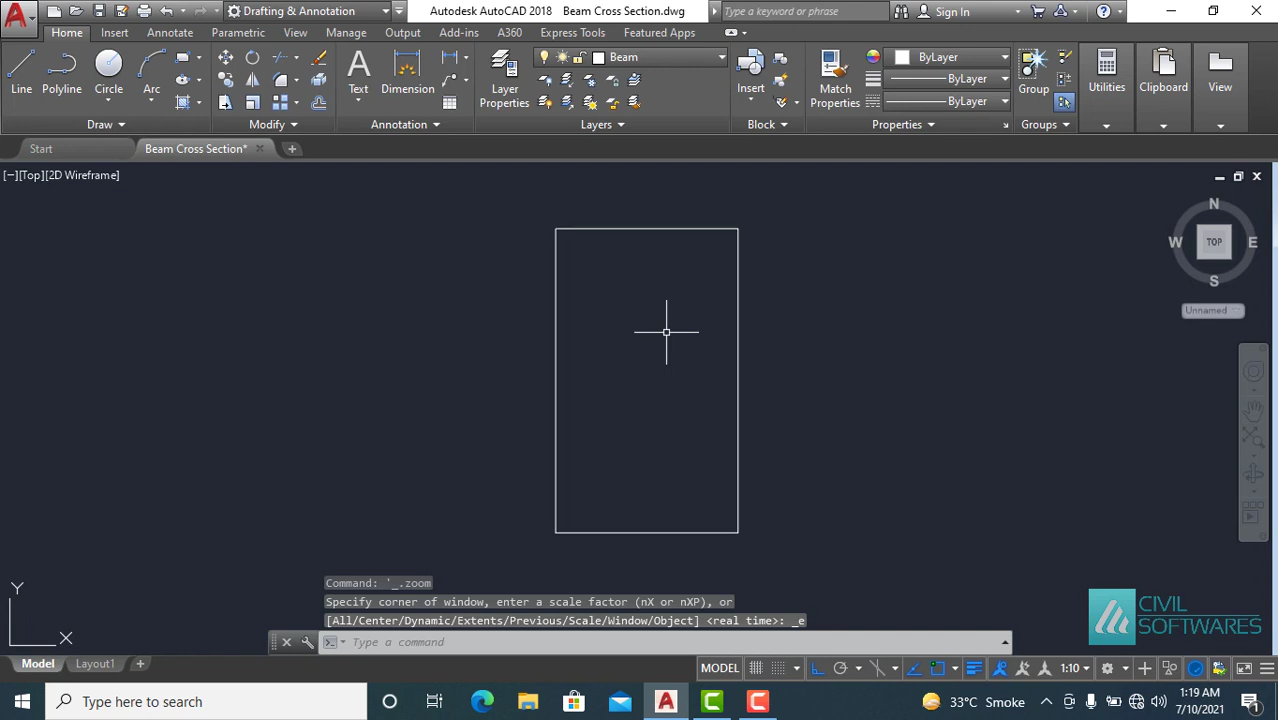 Drafting & Annotation
Autodesk AutoCAD 2018 Beam Cross Section.dwg
Type a keyword or phrase
Sign In
Home Insert Annotate Parametric View Manage Output Add-ins A360 Express Tools Featured Apps
Line Polyline Circle Arc
Text Dimension
Layer Properties
Beam
Insert
Match Properties
ByLayer
ByLayer
ByLayer
Group
Utilities Clipboard View
Draw Modify Annotation Layers Block Properties Groups
Start Beam Cross Section*
[−][Top][2D Wireframe]
N
W TOP E
S
Unnamed
Command: '_.zoom
Specify corner of window, enter a scale factor (nX or nXP), or
[All/Center/Dynamic/Extents/Previous/Scale/Window/Object] <real time>: _e
Y
X
Type a command
CIVIL
SOFTWARES
Model Layout1
MODEL
1:10
Type here to search
33°C Smoke
1:19 AM
7/10/2021
1